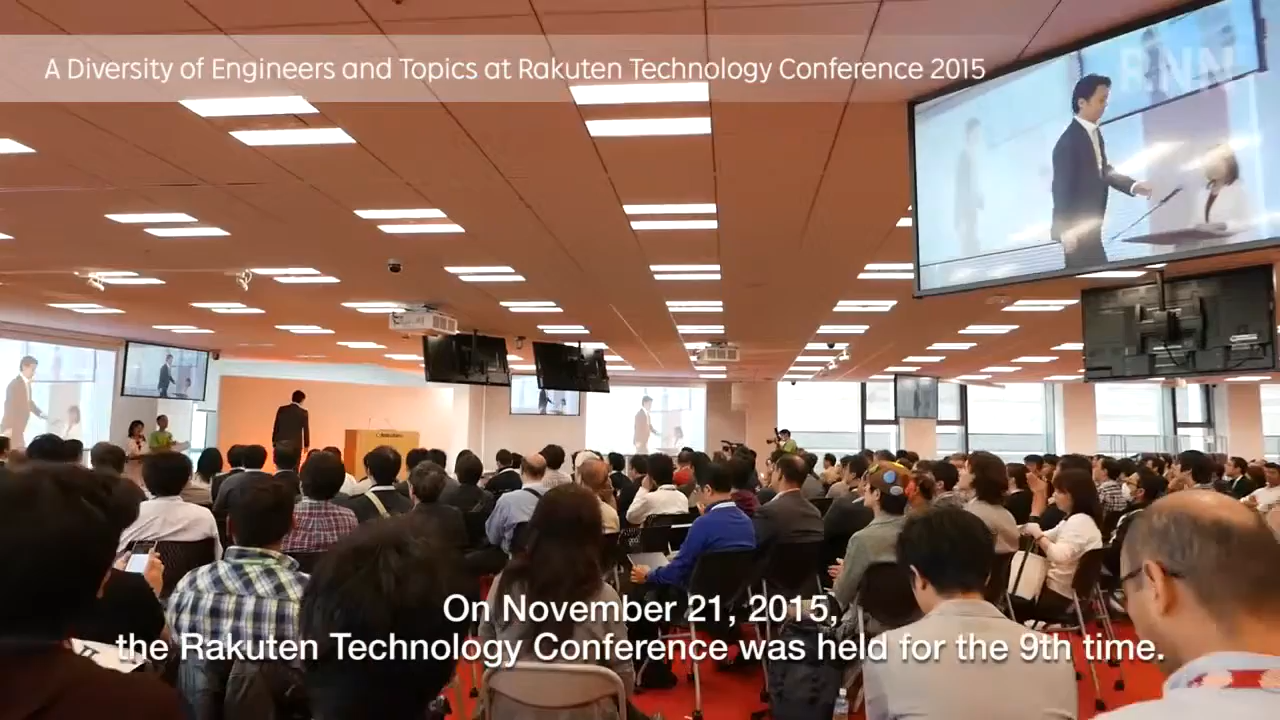 A Diversity of Engineers and Topics at Rakuten Technology Conference 2015
RNN
On November 21, 2015,
the Rakuten Technology Conference was held for the 9th time.